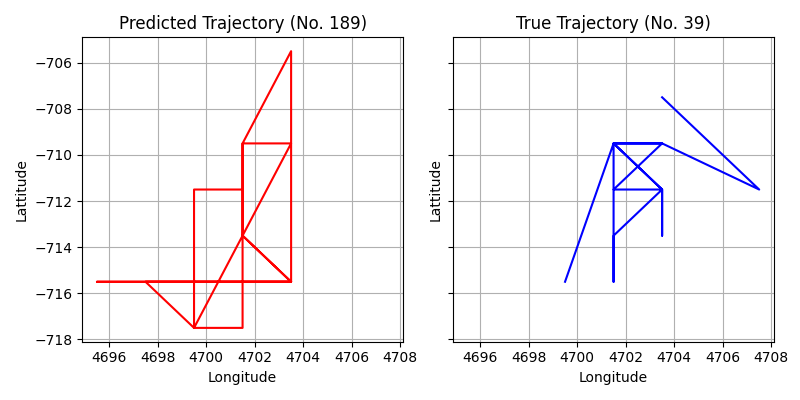 Predicted Trajectory (No. 189)
True Trajectory (No. 39)
−706
−708
−710
−712
−714
−716
−718
Lattitude
Lattitude
4696 4698 4700 4702 4704 4706 4708
4696 4698 4700 4702 4704 4706 4708
Longitude
Longitude